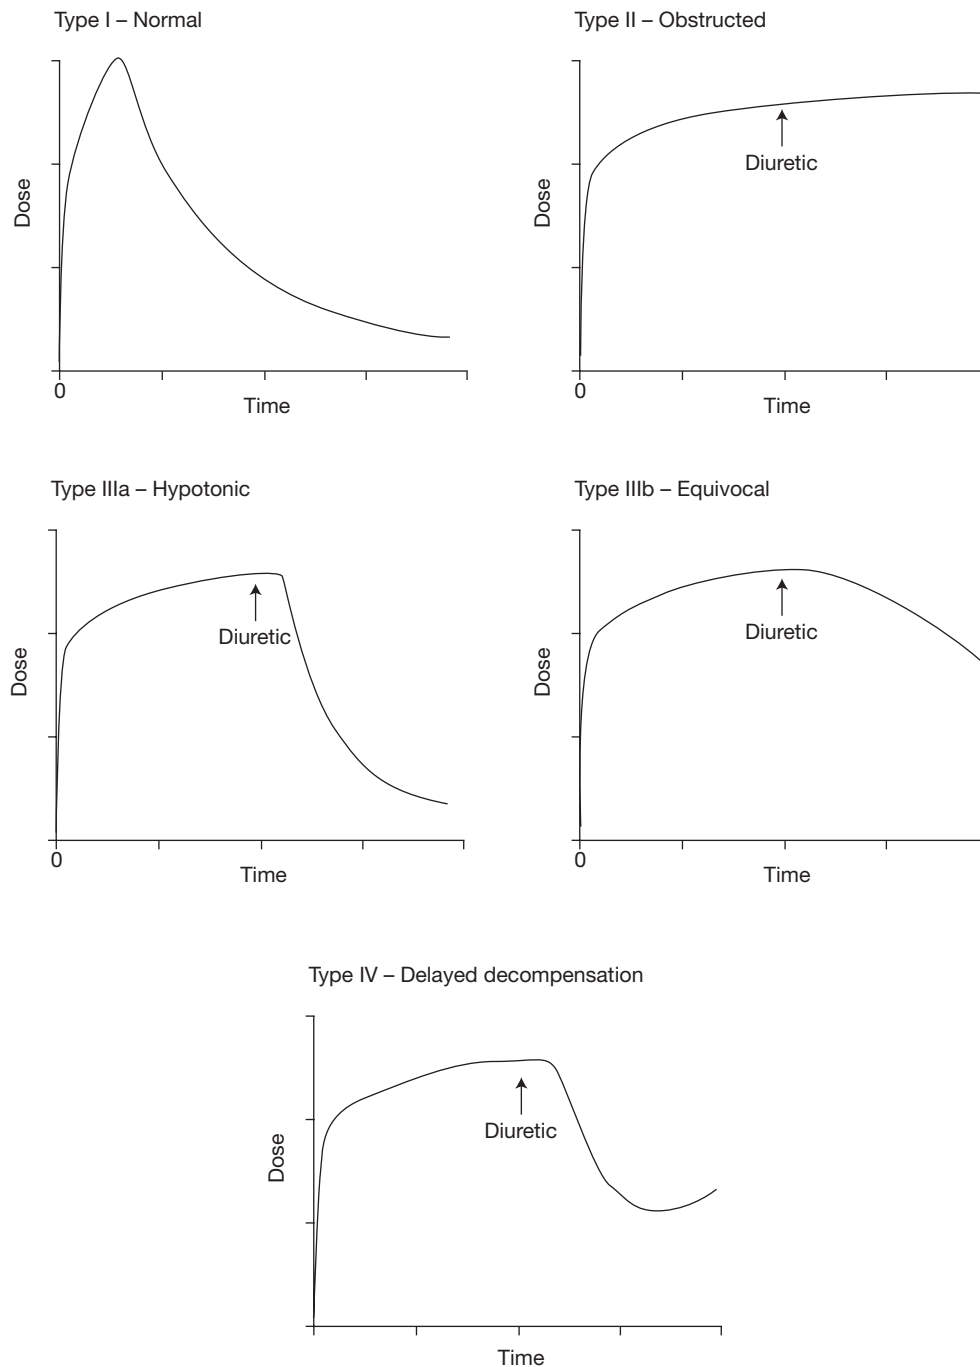 Type I – Normal
Dose
0
Time
Type II – Obstructed
Diuretic
Dose
0
Time
Type IIIa – Hypotonic
Diuretic
Dose
0
Time
Type IIIb – Equivocal
Diuretic
Dose
0
Time
Type IV – Delayed decompensation
Diuretic
Dose
Time